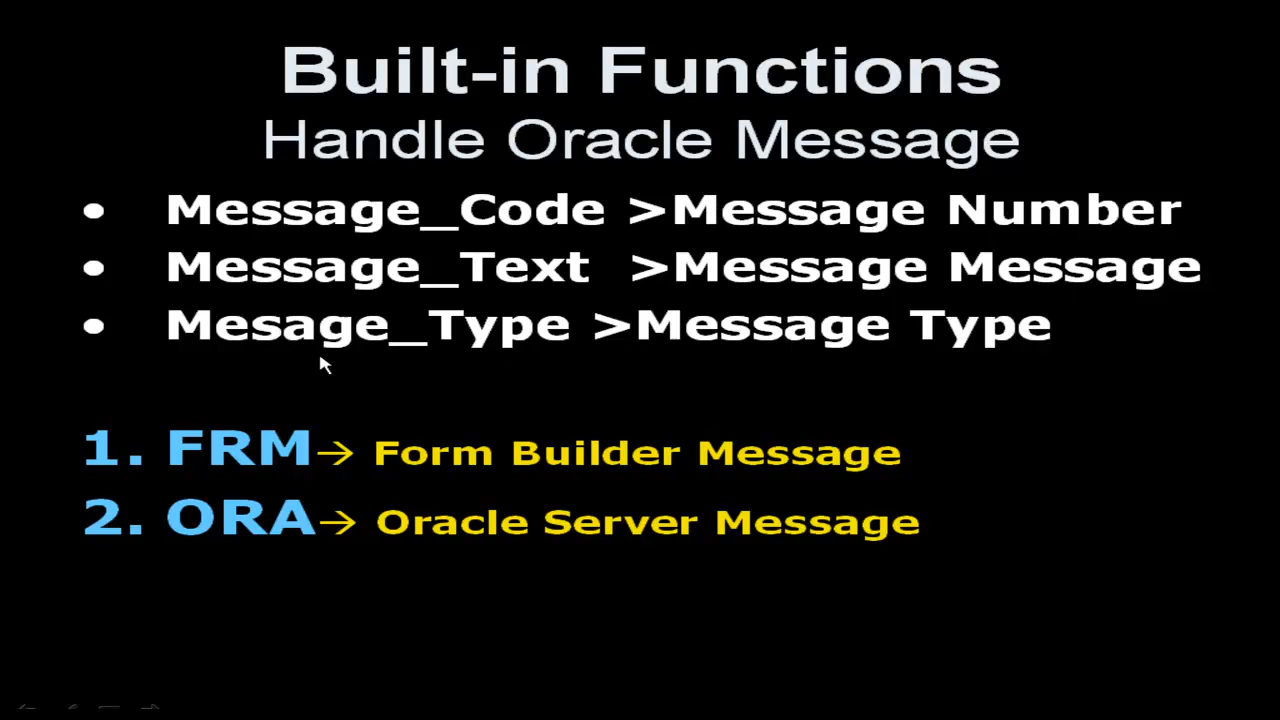 Built-in Functions
Handle Oracle Message
• Message_Code >Message Number
• Message_Text >Message Message
• Mesage_Type >Message Type
1. FRM→ Form Builder Message
2. ORA→ Oracle Server Message